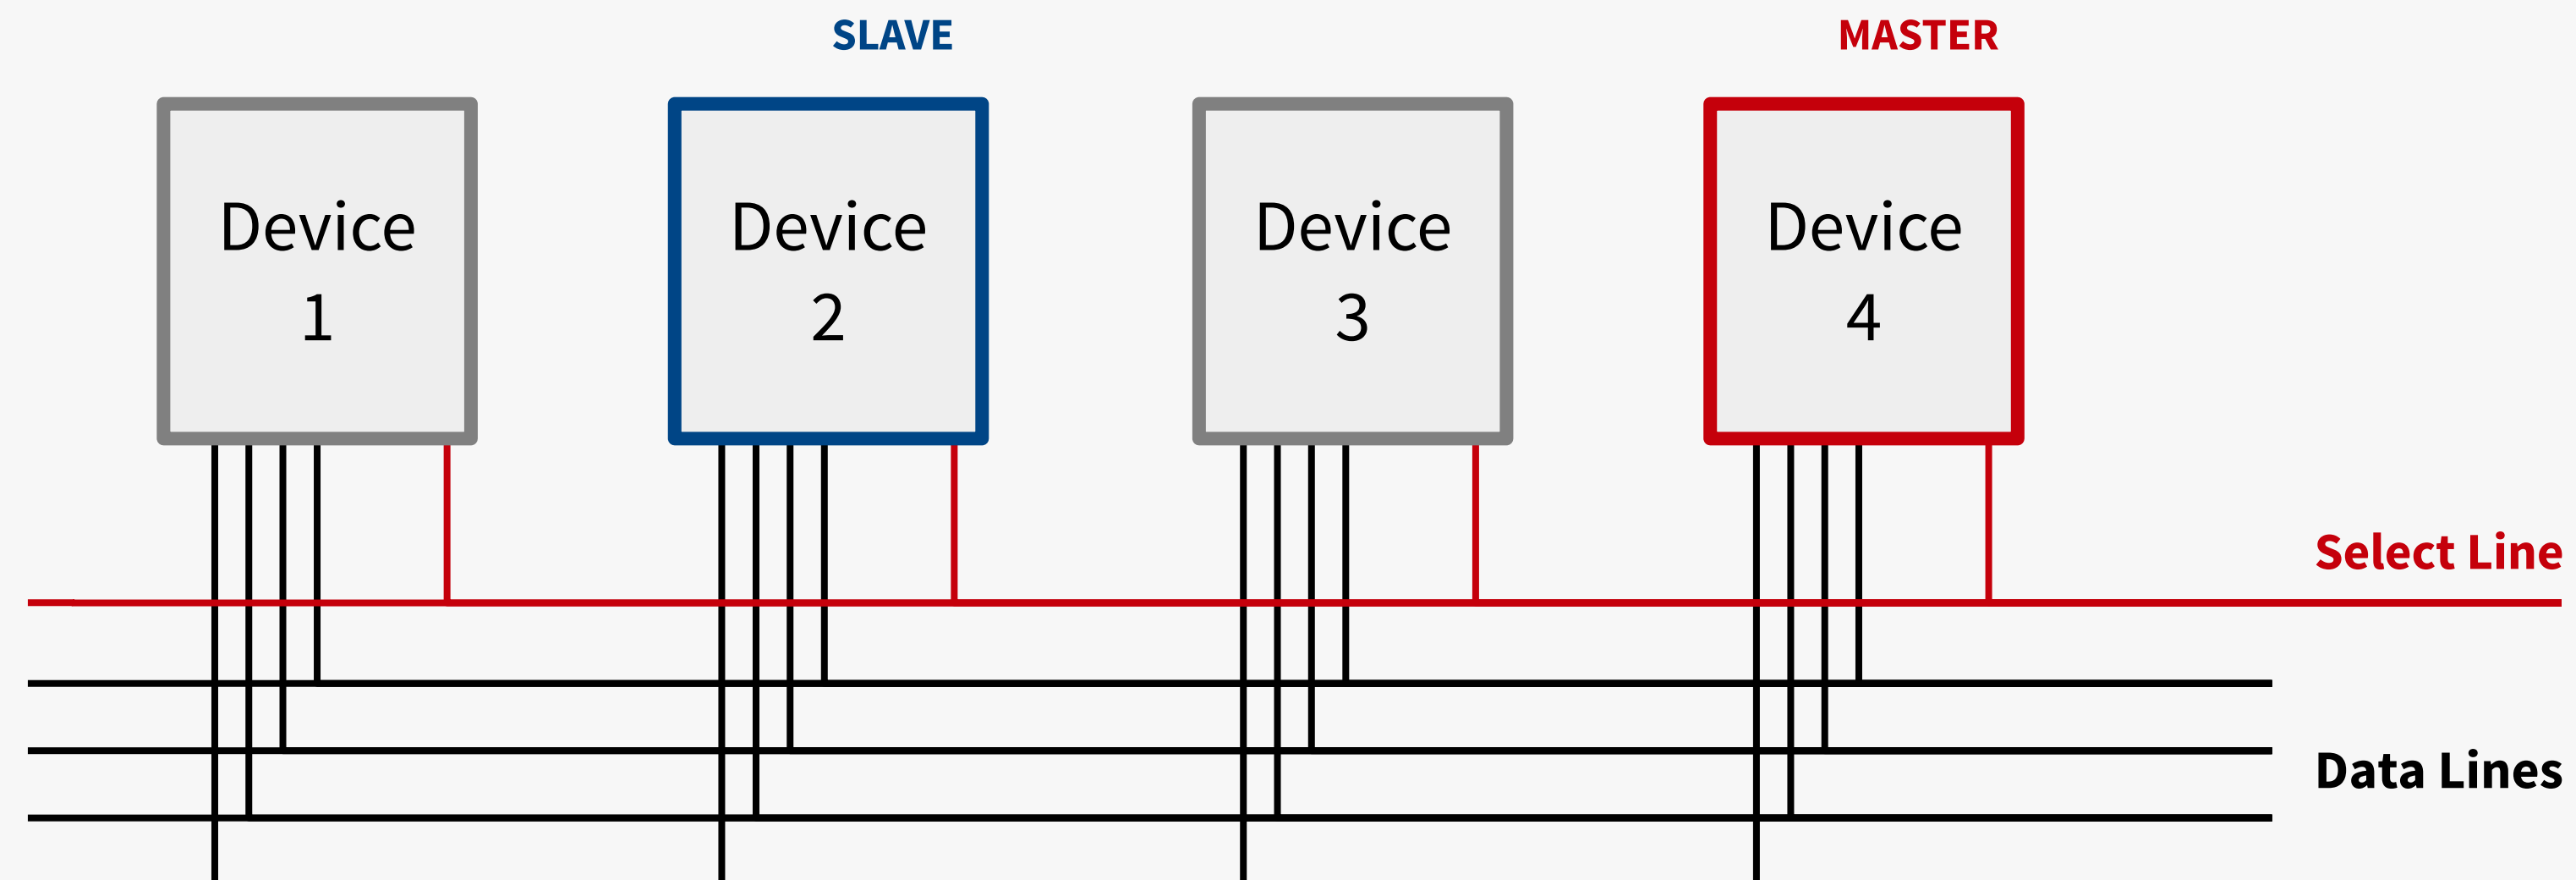 SLAVE
MASTER
Device
1
Device
2
Device
3
Device
4
Select Line
Data Lines